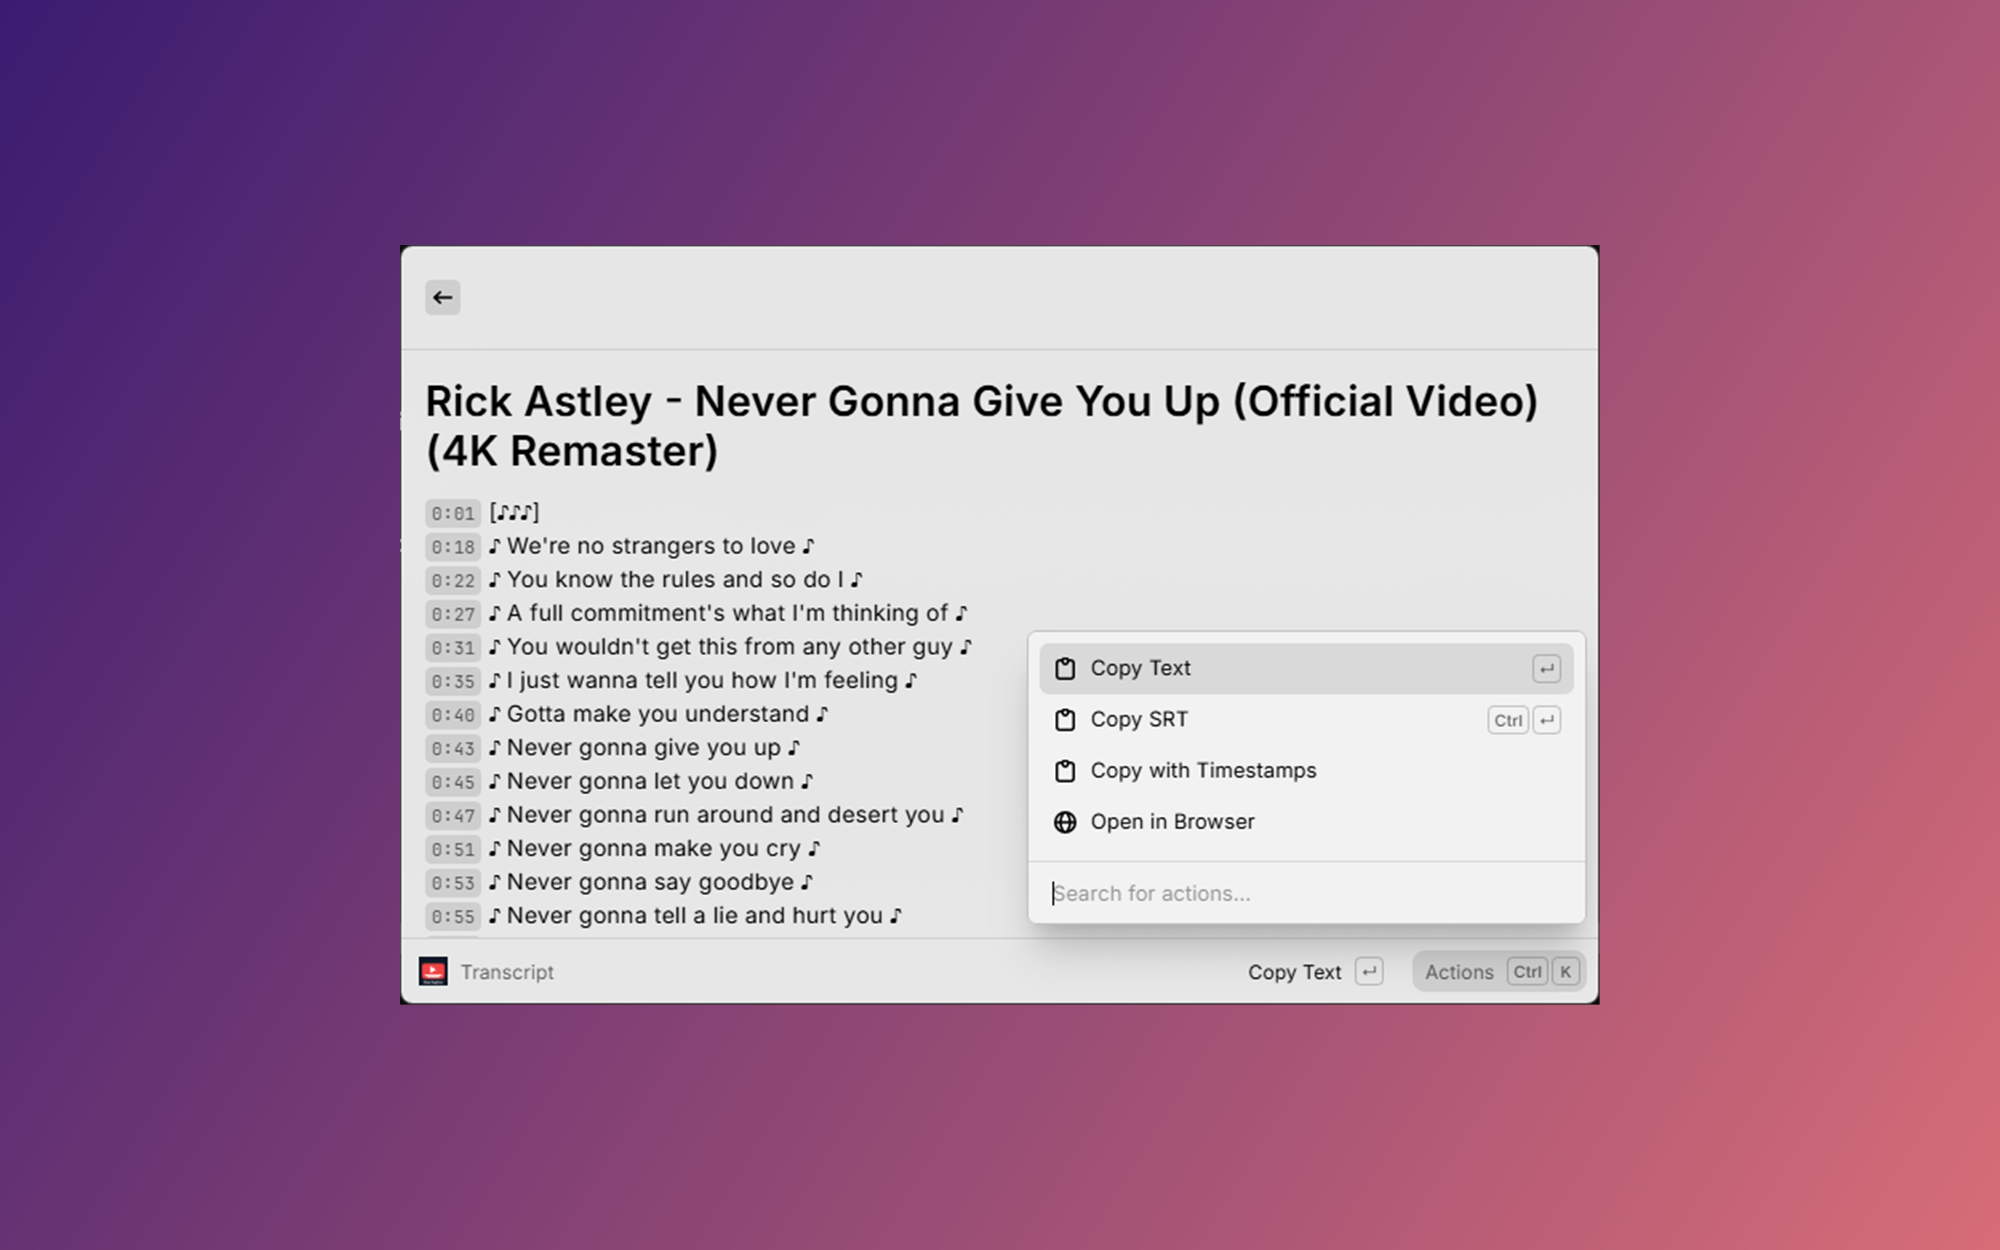 Rick Astley - Never Gonna Give You Up (Official Video)
(4K Remaster)
0:01 [♪♪♪]
0:18 ♪ We're no strangers to love ♪
0:22 ♪ You know the rules and so do I ♪
0:27 ♪ A full commitment's what I'm thinking of ♪
0:31 ♪ You wouldn't get this from any other guy ♪
0:35 ♪ I just wanna tell you how I'm feeling ♪
0:40 ♪ Gotta make you understand ♪
0:43 ♪ Never gonna give you up ♪
0:45 ♪ Never gonna let you down ♪
0:47 ♪ Never gonna run around and desert you ♪
0:51 ♪ Never gonna make you cry ♪
0:53 ♪ Never gonna say goodbye ♪
0:55 ♪ Never gonna tell a lie and hurt you ♪
Copy Text ↵
Copy SRT Ctrl ↵
Copy with Timestamps
Open in Browser
Search for actions...
Transcript
Copy Text ↵
Actions Ctrl K